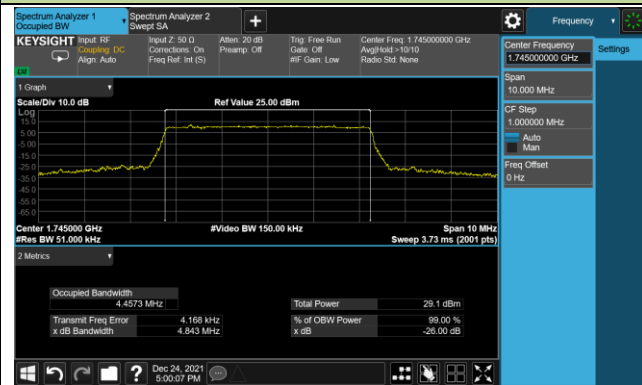 Spectrum Analyzer 1
Occupied BW
Spectrum Analyzer 2
Swept SA
Frequency
KEYSIGHT
Input: RF
Coupling: DC
Align: Auto
Input Z: 50 Ω
Corrections: On
Freq Ref: Int (S)
Atten: 20 dB
Preamp: Off
Trig: Free Run
Gate: Off
#IF Gain: Low
Center Freq: 1.745000000 GHz
Avg|Hold:>10/10
Radio Std: None
Center Frequency
1.745000000 GHz
Settings
Span
10.000 MHz
CF Step
1.000000 MHz
Auto
Man
Freq Offset
0 Hz
1 Graph
Scale/Div 10.0 dB
Ref Value 25.00 dBm
Log
15.0
5.00
-5.00
-15.0
-25.0
-35.0
-45.0
-55.0
-65.0
Center 1.745000 GHz
#Video BW 150.00 kHz
Span 10 MHz
#Res BW 51.000 kHz
Sweep 3.73 ms (2001 pts)
2 Metrics
Occupied Bandwidth
4.4573 MHz
Total Power
29.1 dBm
Transmit Freq Error
4.168 kHz
% of OBW Power
99.00 %
x dB Bandwidth
4.843 MHz
x dB
-26.00 dB
Dec 24, 2021
5:00:07 PM